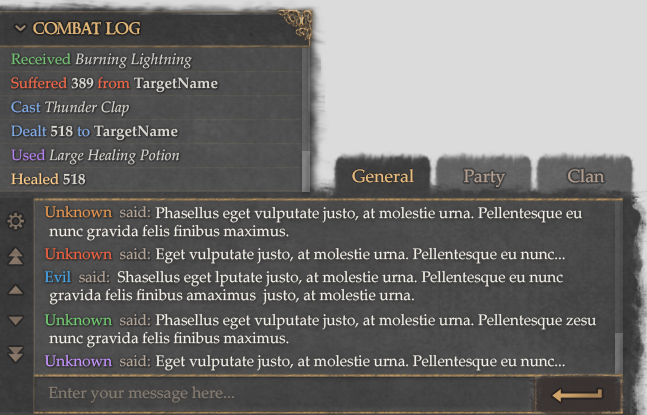 COMBAT LOG
Received Burning Lightning
Suffered 389 from TargetName
Cast Thunder Clap
Dealt 518 to TargetName
Used Large Healing Potion
Healed 518
General Party Clan
Unknown said: Phasellus eget vulputate justo, at molestie urna. Pellentesque eu
nunc gravida felis finibus maximus.
Unknown said: Eget vulputate justo, at molestie urna. Pellentesque eu nunc...
Evil said: Shasellus eget lputate justo, at molestie urna. Pellentesque eu nunc
gravida felis finibus amaximus justo, at molestie urna.
Unknown said: Phasellus eget vulputate justo, at molestie urna. Pellentesque zesu
nunc gravida felis finibus maximus.
Unknown said: Eget vulputate justo, at molestie urna. Pellentesque eu nunc...
Enter your message here...